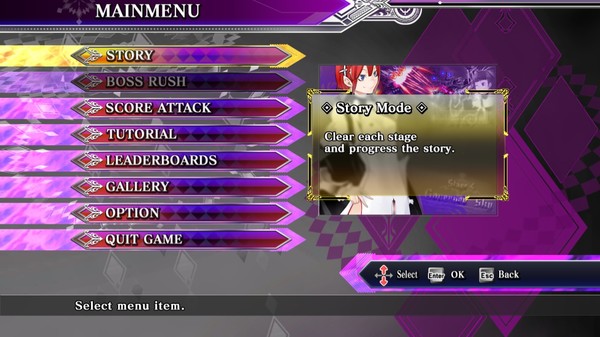 MAINMENU
STORY
BOSS RUSH
SCORE ATTACK
TUTORIAL
LEADERBOARDS
GALLERY
OPTION
QUIT GAME
Story Mode
Clear each stage
and progress the story.
Select Enter OK Esc Back
Select menu item.